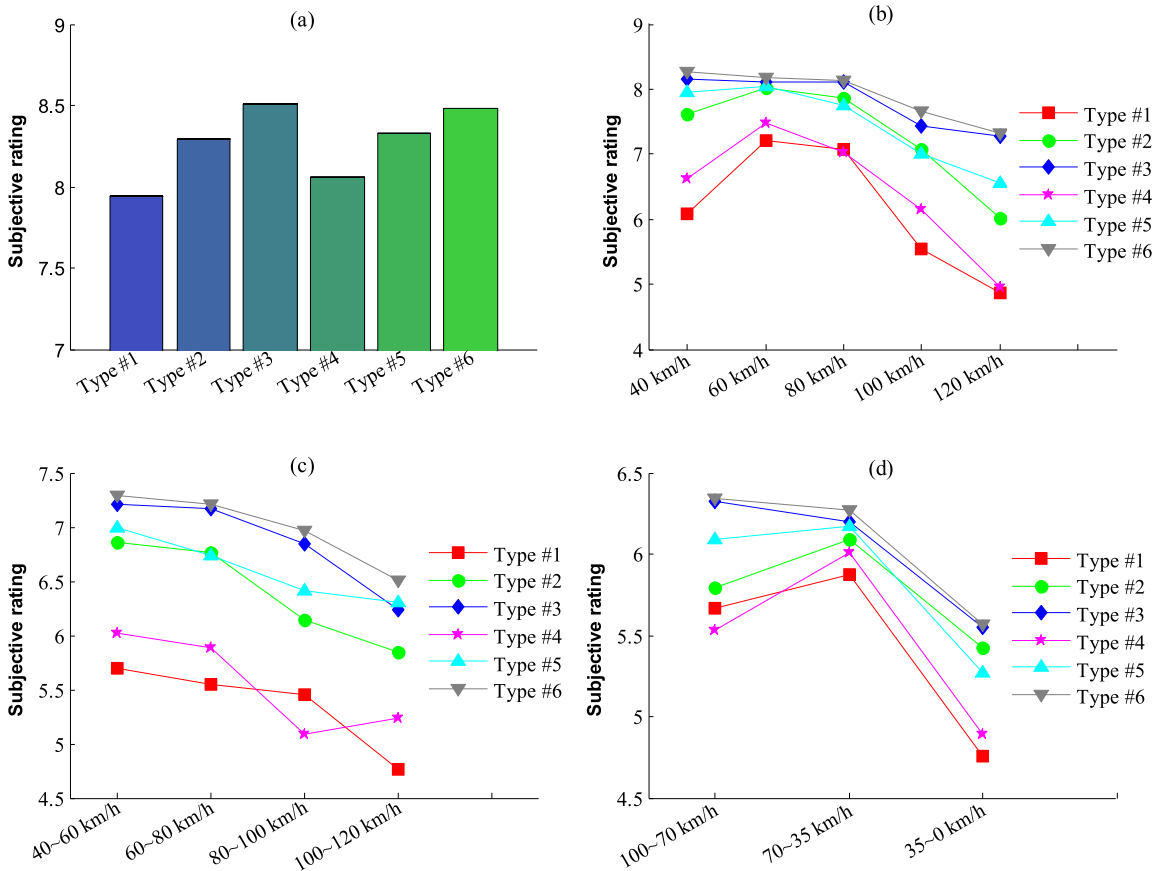 (a)
Subjective rating
9
8.5
8
7.5
7
Type #1
Type #2
Type #3
Type #4
Type #5
Type #6
(b)
Subjective rating
9
8
7
6
5
4
40 km/h
60 km/h
80 km/h
100 km/h
120 km/h
Type #1
Type #2
Type #3
Type #4
Type #5
Type #6
(c)
Subjective rating
7.5
7
6.5
6
5.5
5
4.5
40~60 km/h
60~80 km/h
80~100 km/h
100~120 km/h
Type #1
Type #2
Type #3
Type #4
Type #5
Type #6
(d)
Subjective rating
6.5
6
5.5
5
4.5
100~70 km/h
70~35 km/h
35~0 km/h
Type #1
Type #2
Type #3
Type #4
Type #5
Type #6